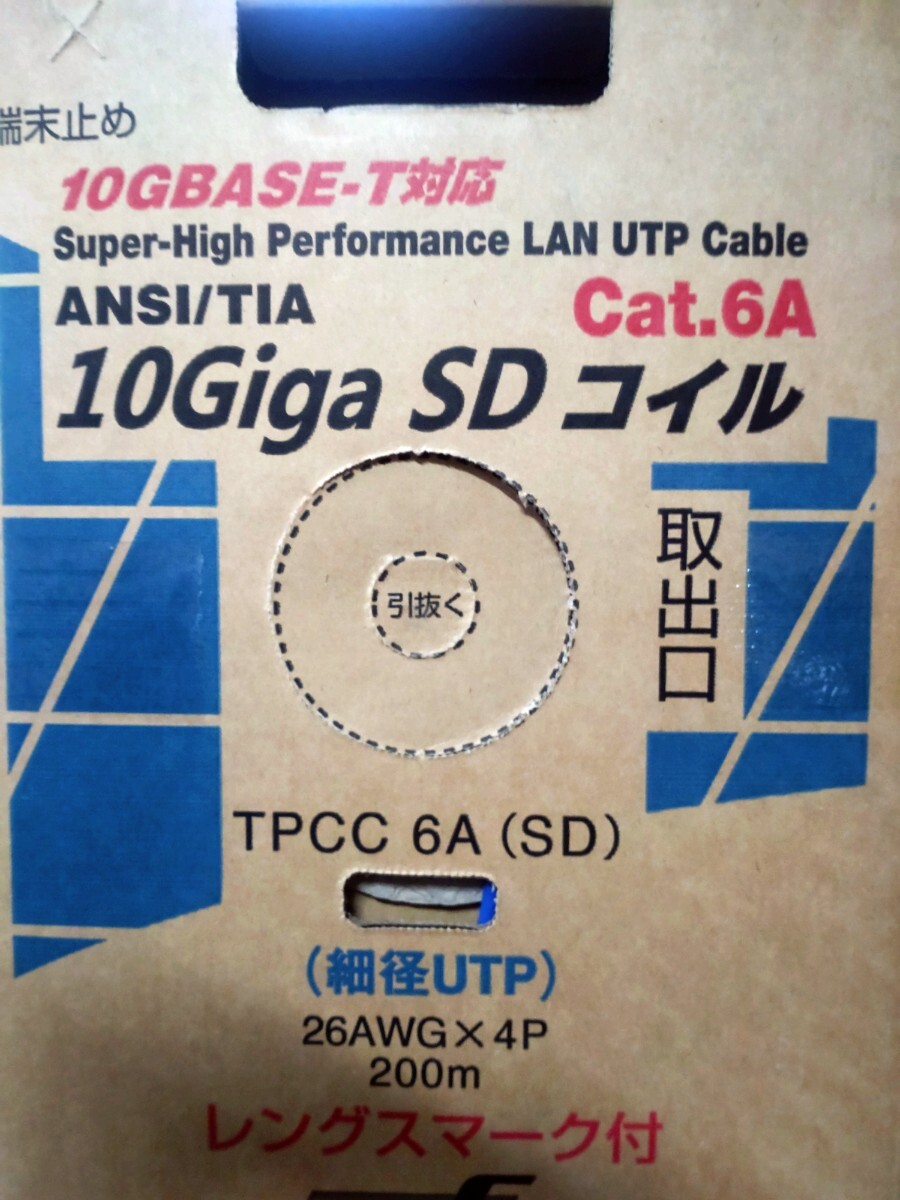 端末止め
10GBASE-T対応
Super-High Performance LAN UTP Cable
ANSI/TIA Cat.6A
10Giga SD コイル
引抜く
取出口
TPCC 6A (SD)
(細径UTP)
26AWG×4P
200m
レングスマーク付